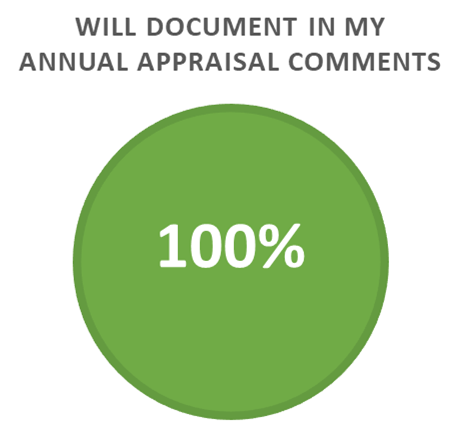 WILL DOCUMENT IN MY
ANNUAL APPRAISAL COMMENTS
100%